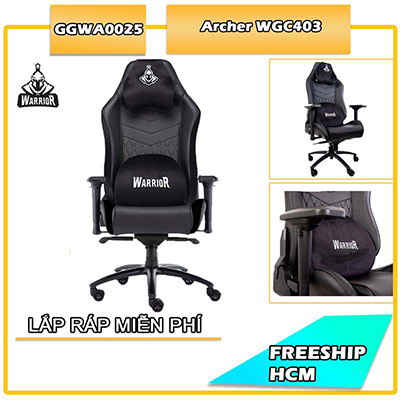 GGWA0025
Archer WGC403
WARRIOR
WARRIOR
WARRIOR
LẮP RÁP MIỄN PHÍ
FREESHIP
HCM